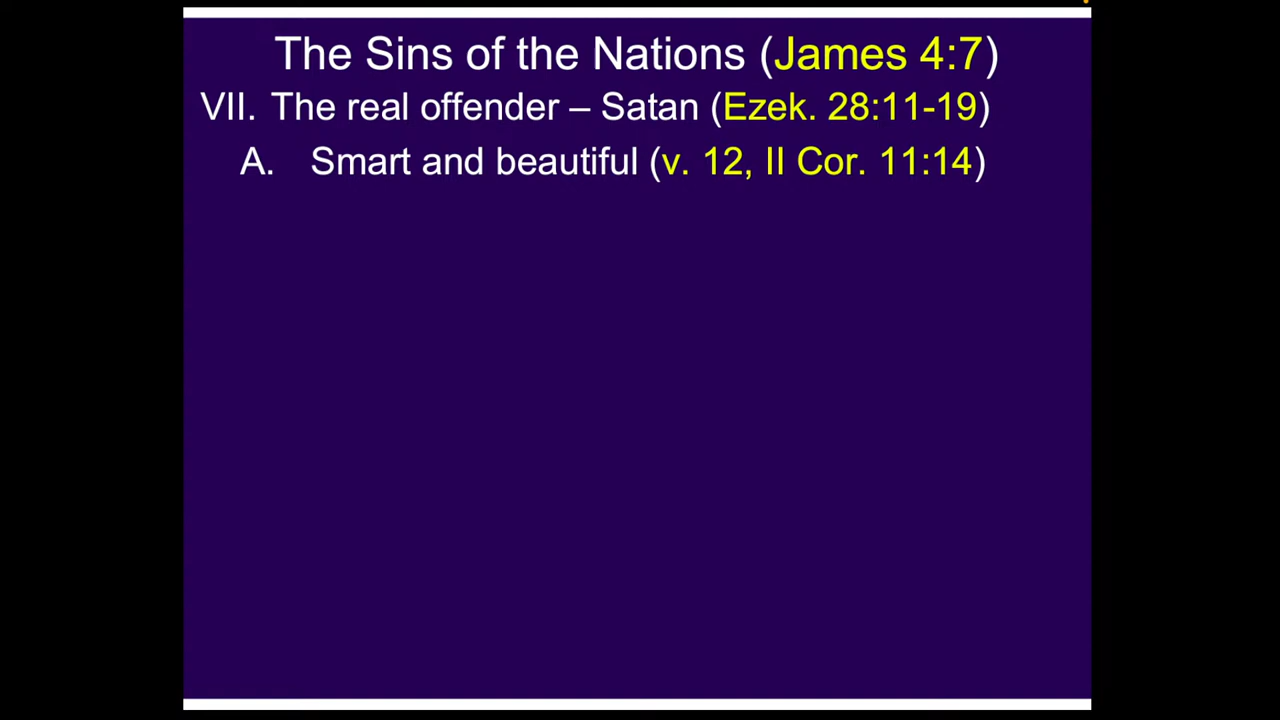 The Sins of the Nations (James 4:7)
VII. The real offender – Satan (Ezek. 28:11-19)
A. Smart and beautiful (v. 12, II Cor. 11:14)